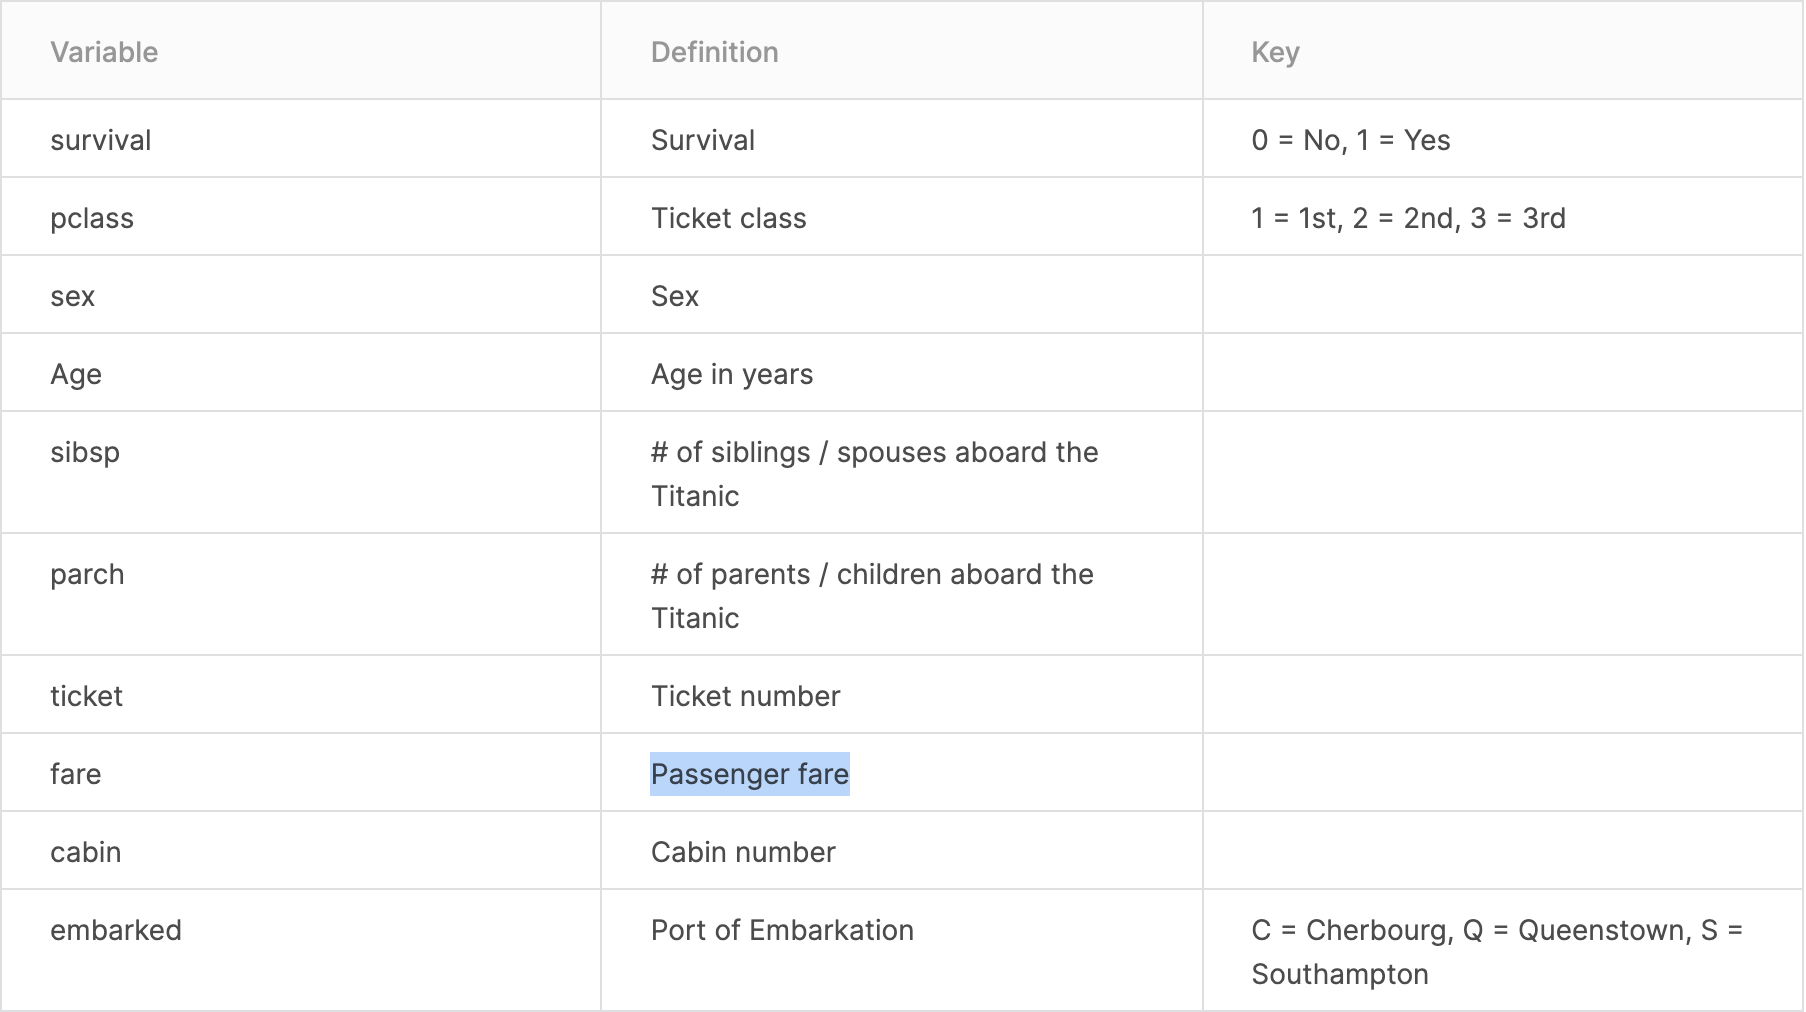 Variable Definition Key
survival Survival 0 = No, 1 = Yes
pclass Ticket class 1 = 1st, 2 = 2nd, 3 = 3rd
sex Sex
Age Age in years
sibsp # of siblings / spouses aboard the
Titanic
parch # of parents / children aboard the
Titanic
ticket Ticket number
fare Passenger fare
cabin Cabin number
embarked Port of Embarkation C = Cherbourg, Q = Queenstown, S =
Southampton